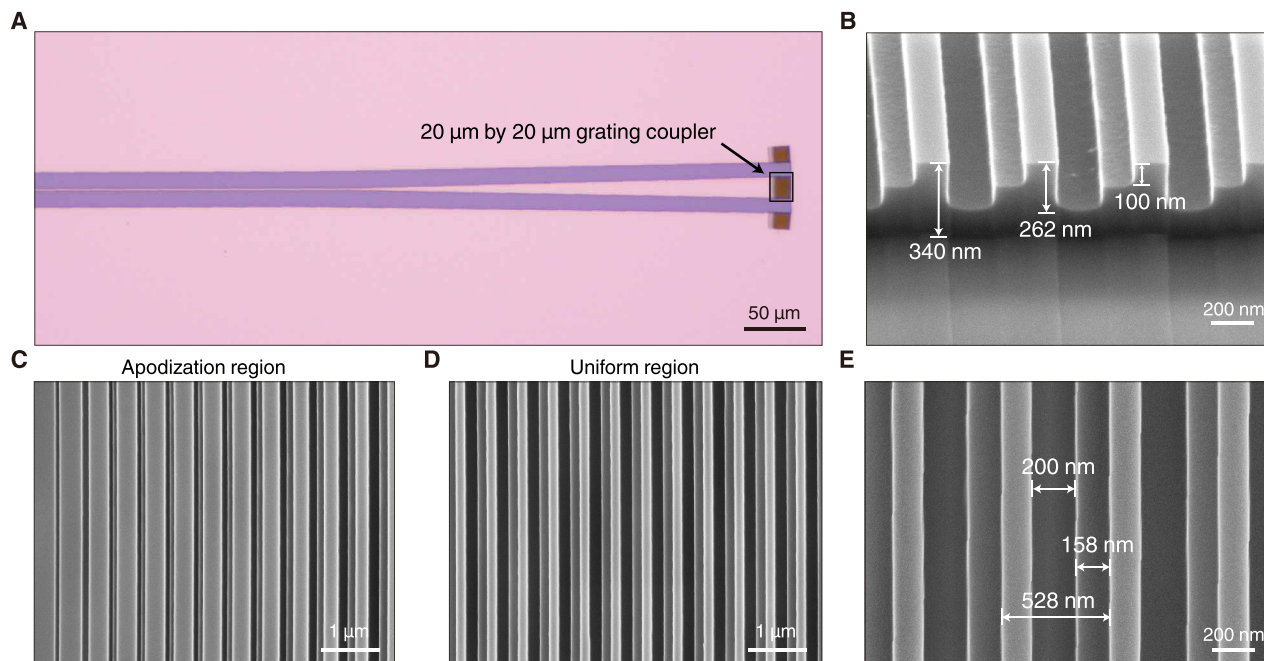 A
20 µm by 20 µm grating coupler
50 µm
B
100 nm
262 nm
340 nm
200 nm
C
Apodization region
1 µm
D
Uniform region
1 µm
E
200 nm
158 nm
528 nm
200 nm